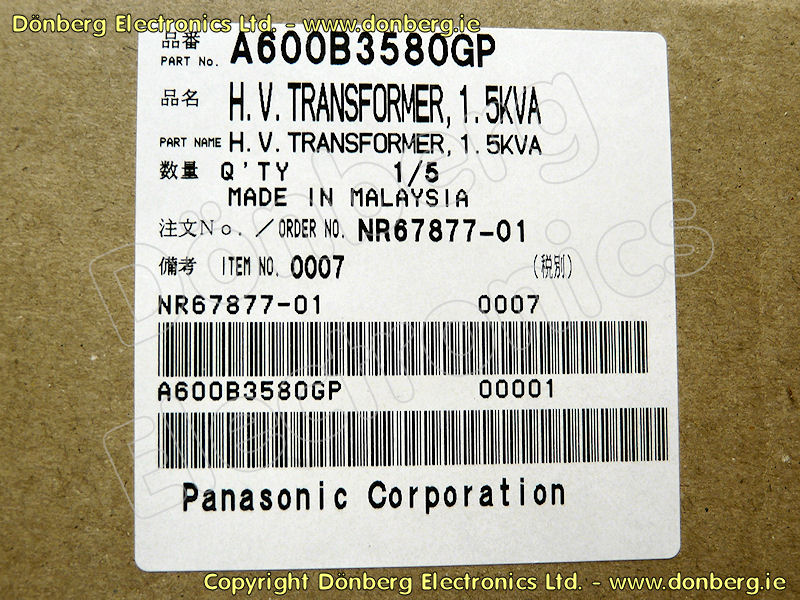 Dönberg Electronics Ltd. - www.donberg.ie
品番
PART No. A600B3580GP
品名 H.V.TRANSFORMER,1.5KVA
PART NAME H.V.TRANSFORMER,1.5KVA
数量 Q'TY 1/5
MADE IN MALAYSIA
注文No./ORDER NO. NR67877-01
備考 ITEM NO. 0007 (税別)
NR67877-01 0007
A600B3580GP 00001
Panasonic Corporation
Dönberg
Electronics
Copyright Dönberg Electronics Ltd. - www.donberg.ie